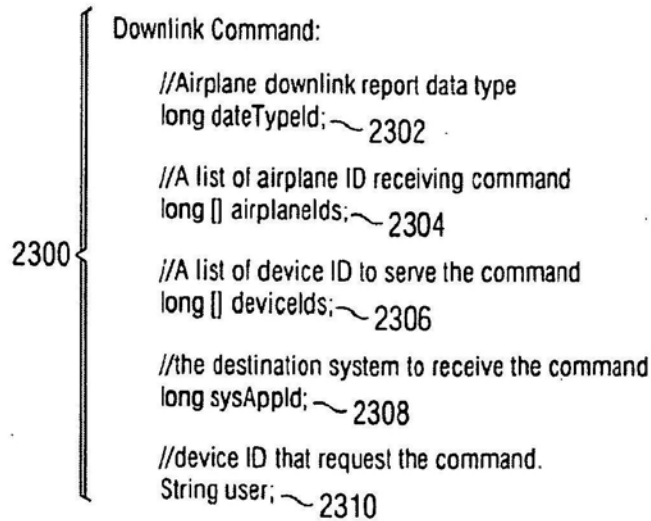 Downlink Command:
//Airplane downlink report data type
long dateTypeId; 2302
//A list of airplane ID receiving command
long [] airplaneIds; 2304
2300
//A list of device ID to serve the command
long [] deviceIds; 2306
//the destination system to receive the command
long sysAppId; 2308
//device ID that request the command.
String user; 2310